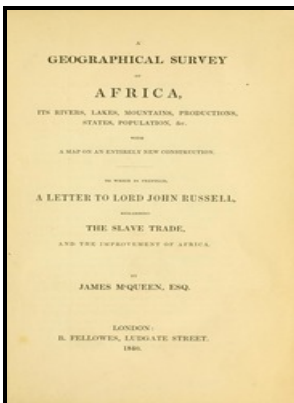 A
GEOGRAPHICAL SURVEY
OF
AFRICA,
ITS RIVERS, LAKES, MOUNTAINS, PRODUCTIONS,
STATES, POPULATION, &c.
WITH
A MAP ON AN ENTIRELY NEW CONSTRUCTION.
TO WHICH IS PREFIXED,
A LETTER TO LORD JOHN RUSSELL,
REGARDING
THE SLAVE TRADE,
AND THE IMPROVEMENT OF AFRICA.
BY
JAMES M'QUEEN, ESQ.
LONDON:
B. FELLOWES, LUDGATE STREET.
1840.